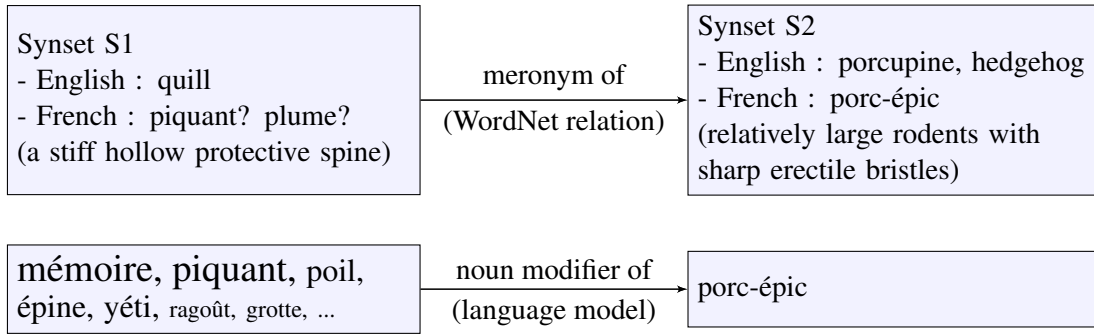 Synset S1
- English : quill
- French : piquant? plume?
(a stiff hollow protective spine)
meronym of
(WordNet relation)
Synset S2
- English : porcupine, hedgehog
- French : porc-épic
(relatively large rodents with
sharp erectile bristles)
mémoire, piquant, poil,
épine, yéti, ragoût, grotte, ...
noun modifier of
(language model)
porc-épic